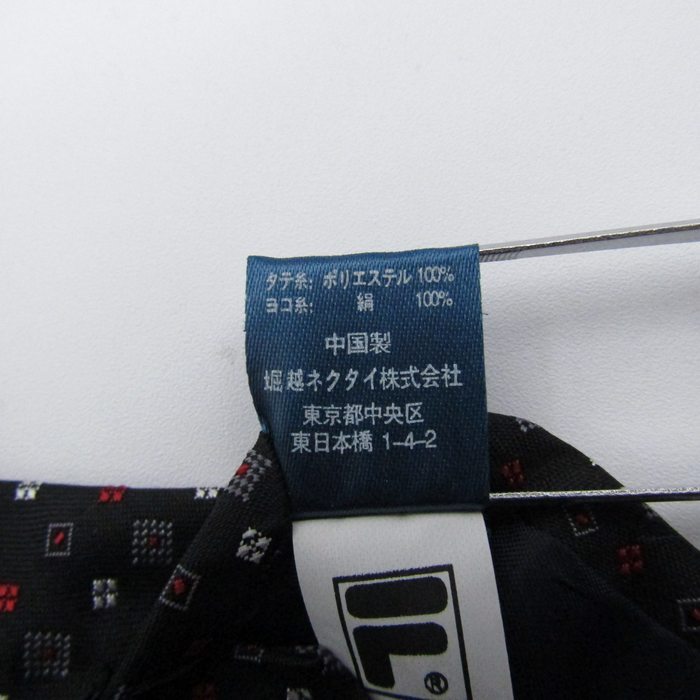 タテ糸: ポリエステル 100%
ヨコ糸: 絹 100%
中国製
堀越ネクタイ株式会社
東京都中央区
東日本橋 1-4-2
IL®